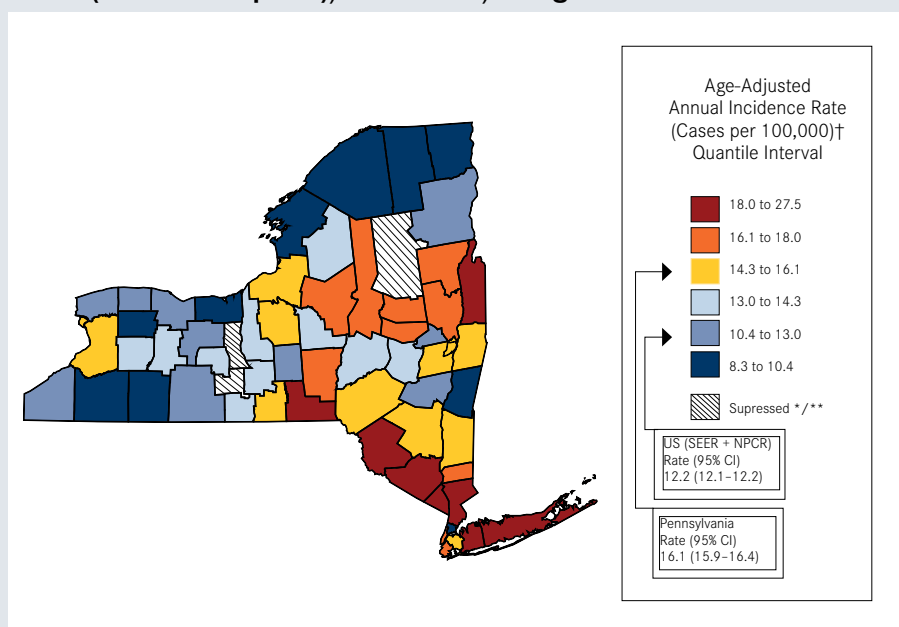 Age-Adjusted
Annual Incidence Rate
(Cases per 100,000)†
Quantile Interval
18.0 to 27.5
16.1 to 18.0
14.3 to 16.1
13.0 to 14.3
10.4 to 13.0
8.3 to 10.4
Supressed */**
US (SEER + NPCR)
Rate (95% CI)
12.2 (12.1–12.2)
Pennsylvania
Rate (95% CI)
16.1 (15.9–16.4)